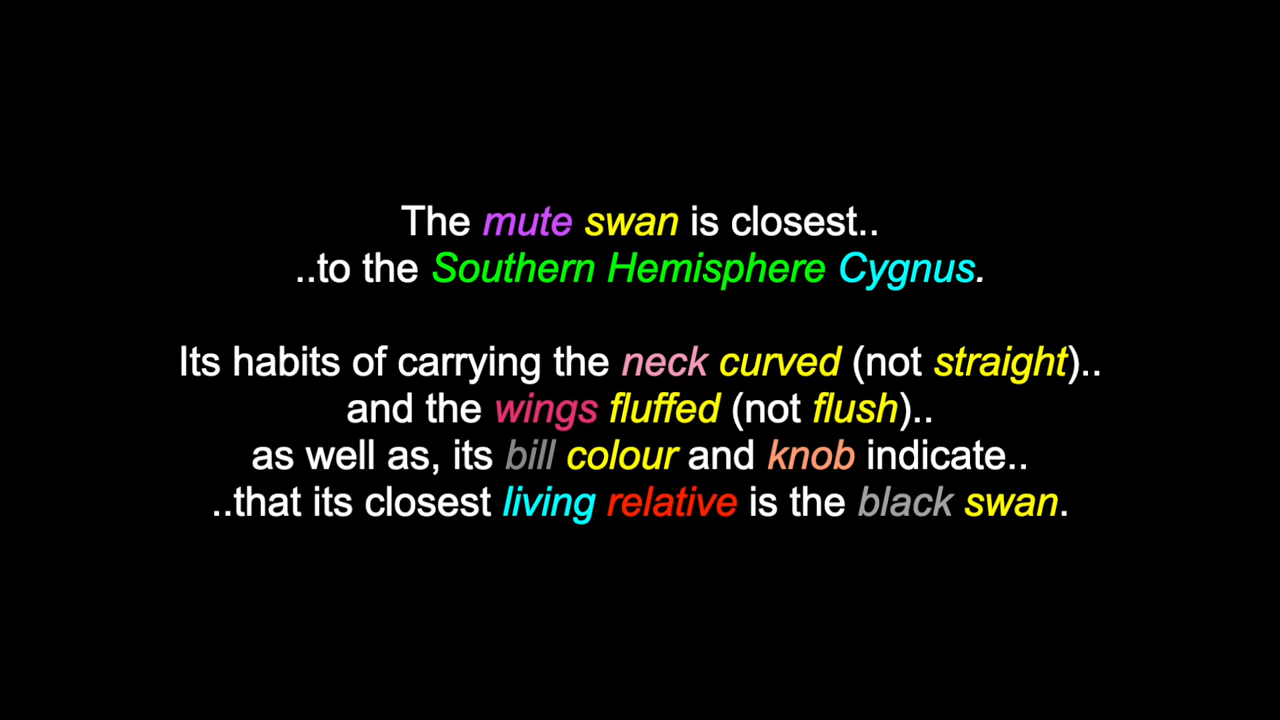 The mute swan is closest..
..to the Southern Hemisphere Cygnus.
Its habits of carrying the neck curved (not straight)..
and the wings fluffed (not flush)..
as well as, its bill colour and knob indicate..
..that its closest living relative is the black swan.